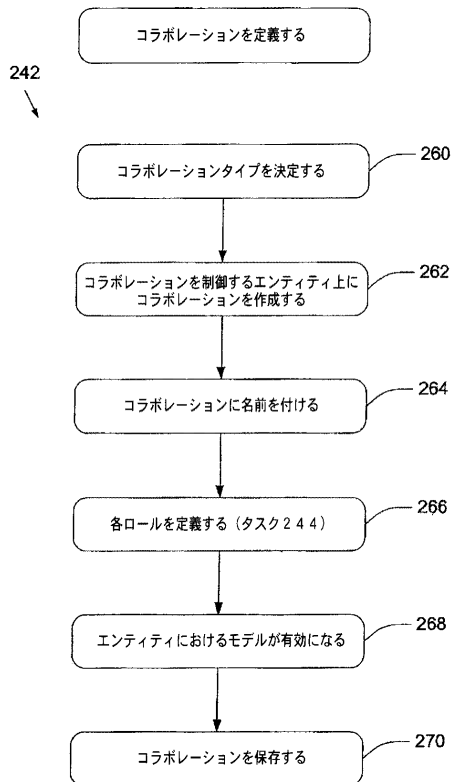 コラボレーションを定義する
242
コラボレーションタイプを決定する
260
コラボレーションを制御するエンティティ上に
コラボレーションを作成する
262
コラボレーションに名前を付ける
264
各ロールを定義する（タスク２４４）
266
エンティティにおけるモデルが有効になる
268
コラボレーションを保存する
270